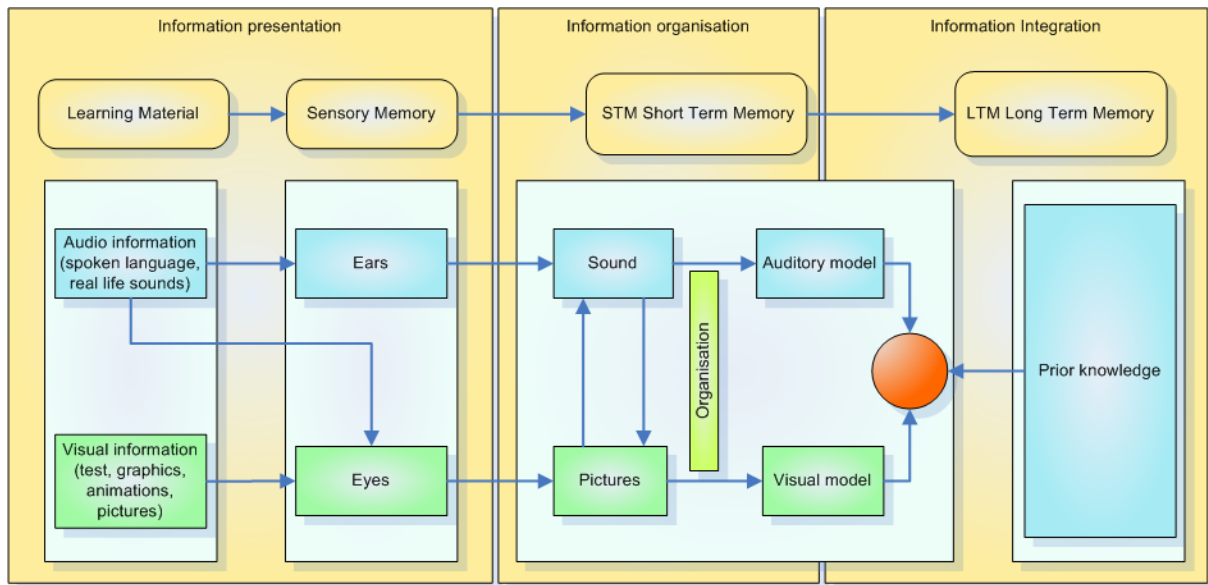 Information presentation
Information organisation
Information Integration
Learning Material
Sensory Memory
STM Short Term Memory
LTM Long Term Memory
Audio information
(spoken language,
real life sounds)
Ears
Sound
Auditory model
Organisation
Prior knowledge
Visual information
(test, graphics,
animations,
pictures)
Eyes
Pictures
Visual model